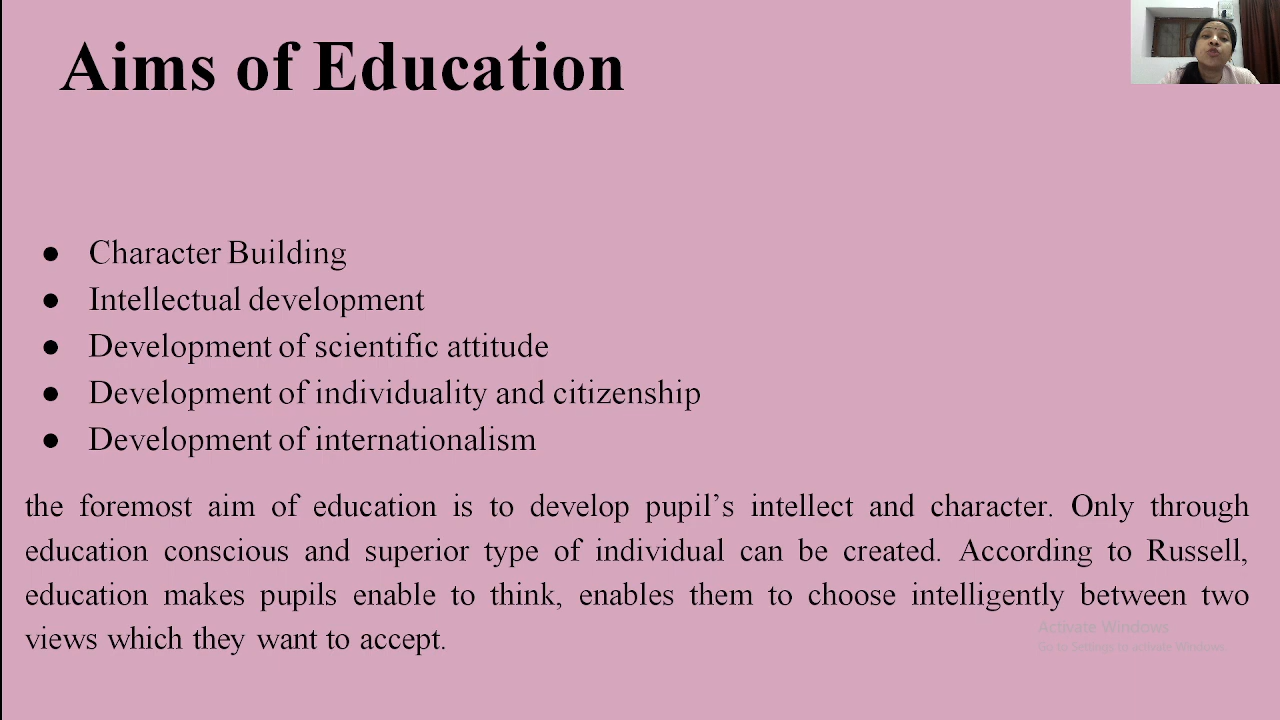 Aims of Education
● Character Building
● Intellectual development
● Development of scientific attitude
● Development of individuality and citizenship
● Development of internationalism
the foremost aim of education is to develop pupil's intellect and character. Only through
education conscious and superior type of individual can be created. According to Russell,
education makes pupils enable to think, enables them to choose intelligently between two
views which they want to accept.
Activate Windows
Go to Settings to activate Windows.